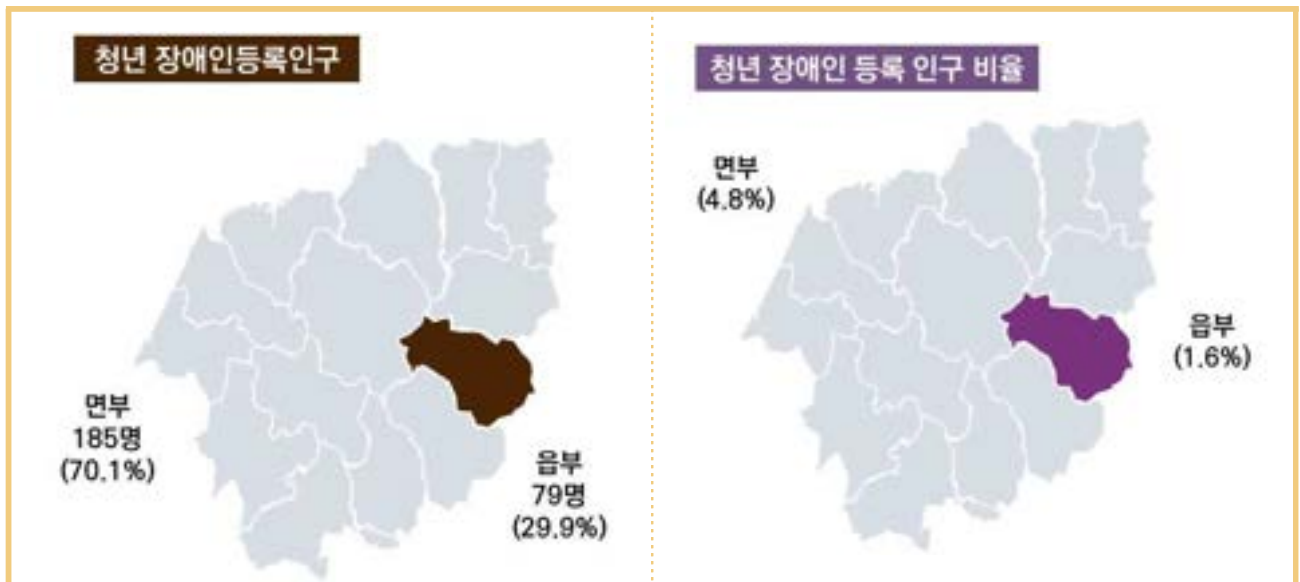 청년 장애인등록인구
면부
185명
(70.1%)
읍부
79명
(29.9%)
청년 장애인 등록 인구 비율
면부
(4.8%)
읍부
(1.6%)